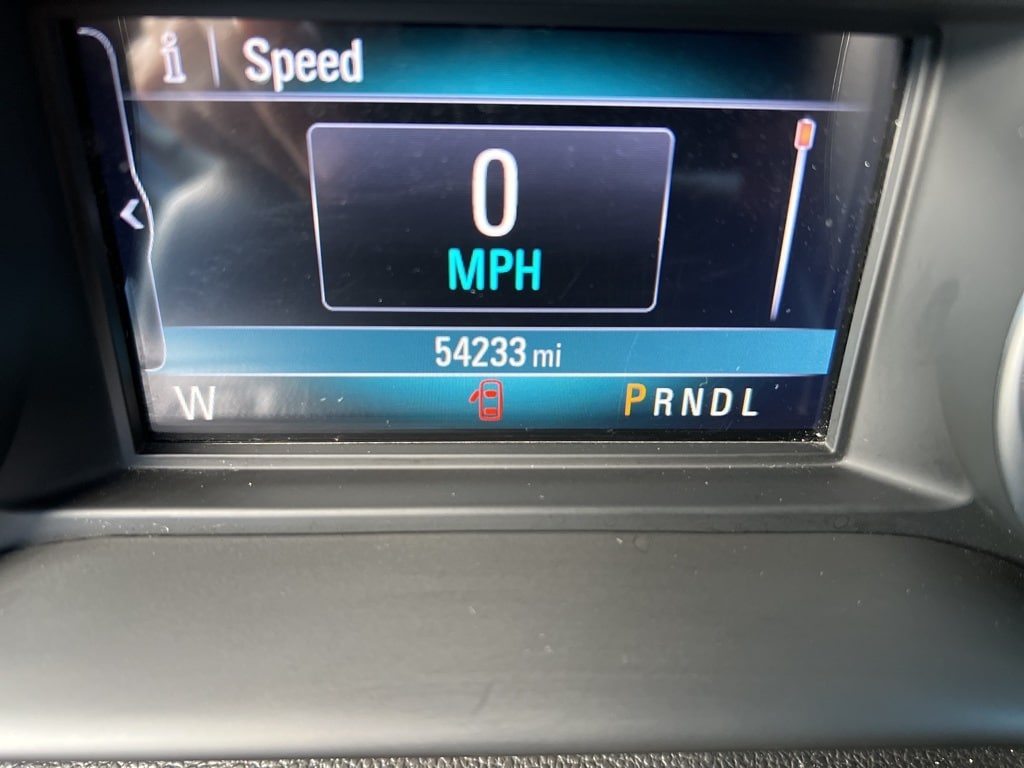 i Speed
0
MPH
54233 mi
W PRNDL